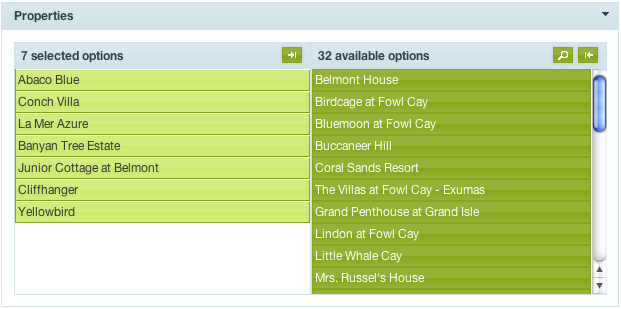 Properties
7 selected options
Abaco Blue
Conch Villa
La Mer Azure
Banyan Tree Estate
Junior Cottage at Belmont
Cliffhanger
Yellowbird
32 available options
Belmont House
Birdcage at Fowl Cay
Bluemoon at Fowl Cay
Buccaneer Hill
Coral Sands Resort
The Villas at Fowl Cay - Exumas
Grand Penthouse at Grand Isle
Lindon at Fowl Cay
Little Whale Cay
Mrs. Russel's House